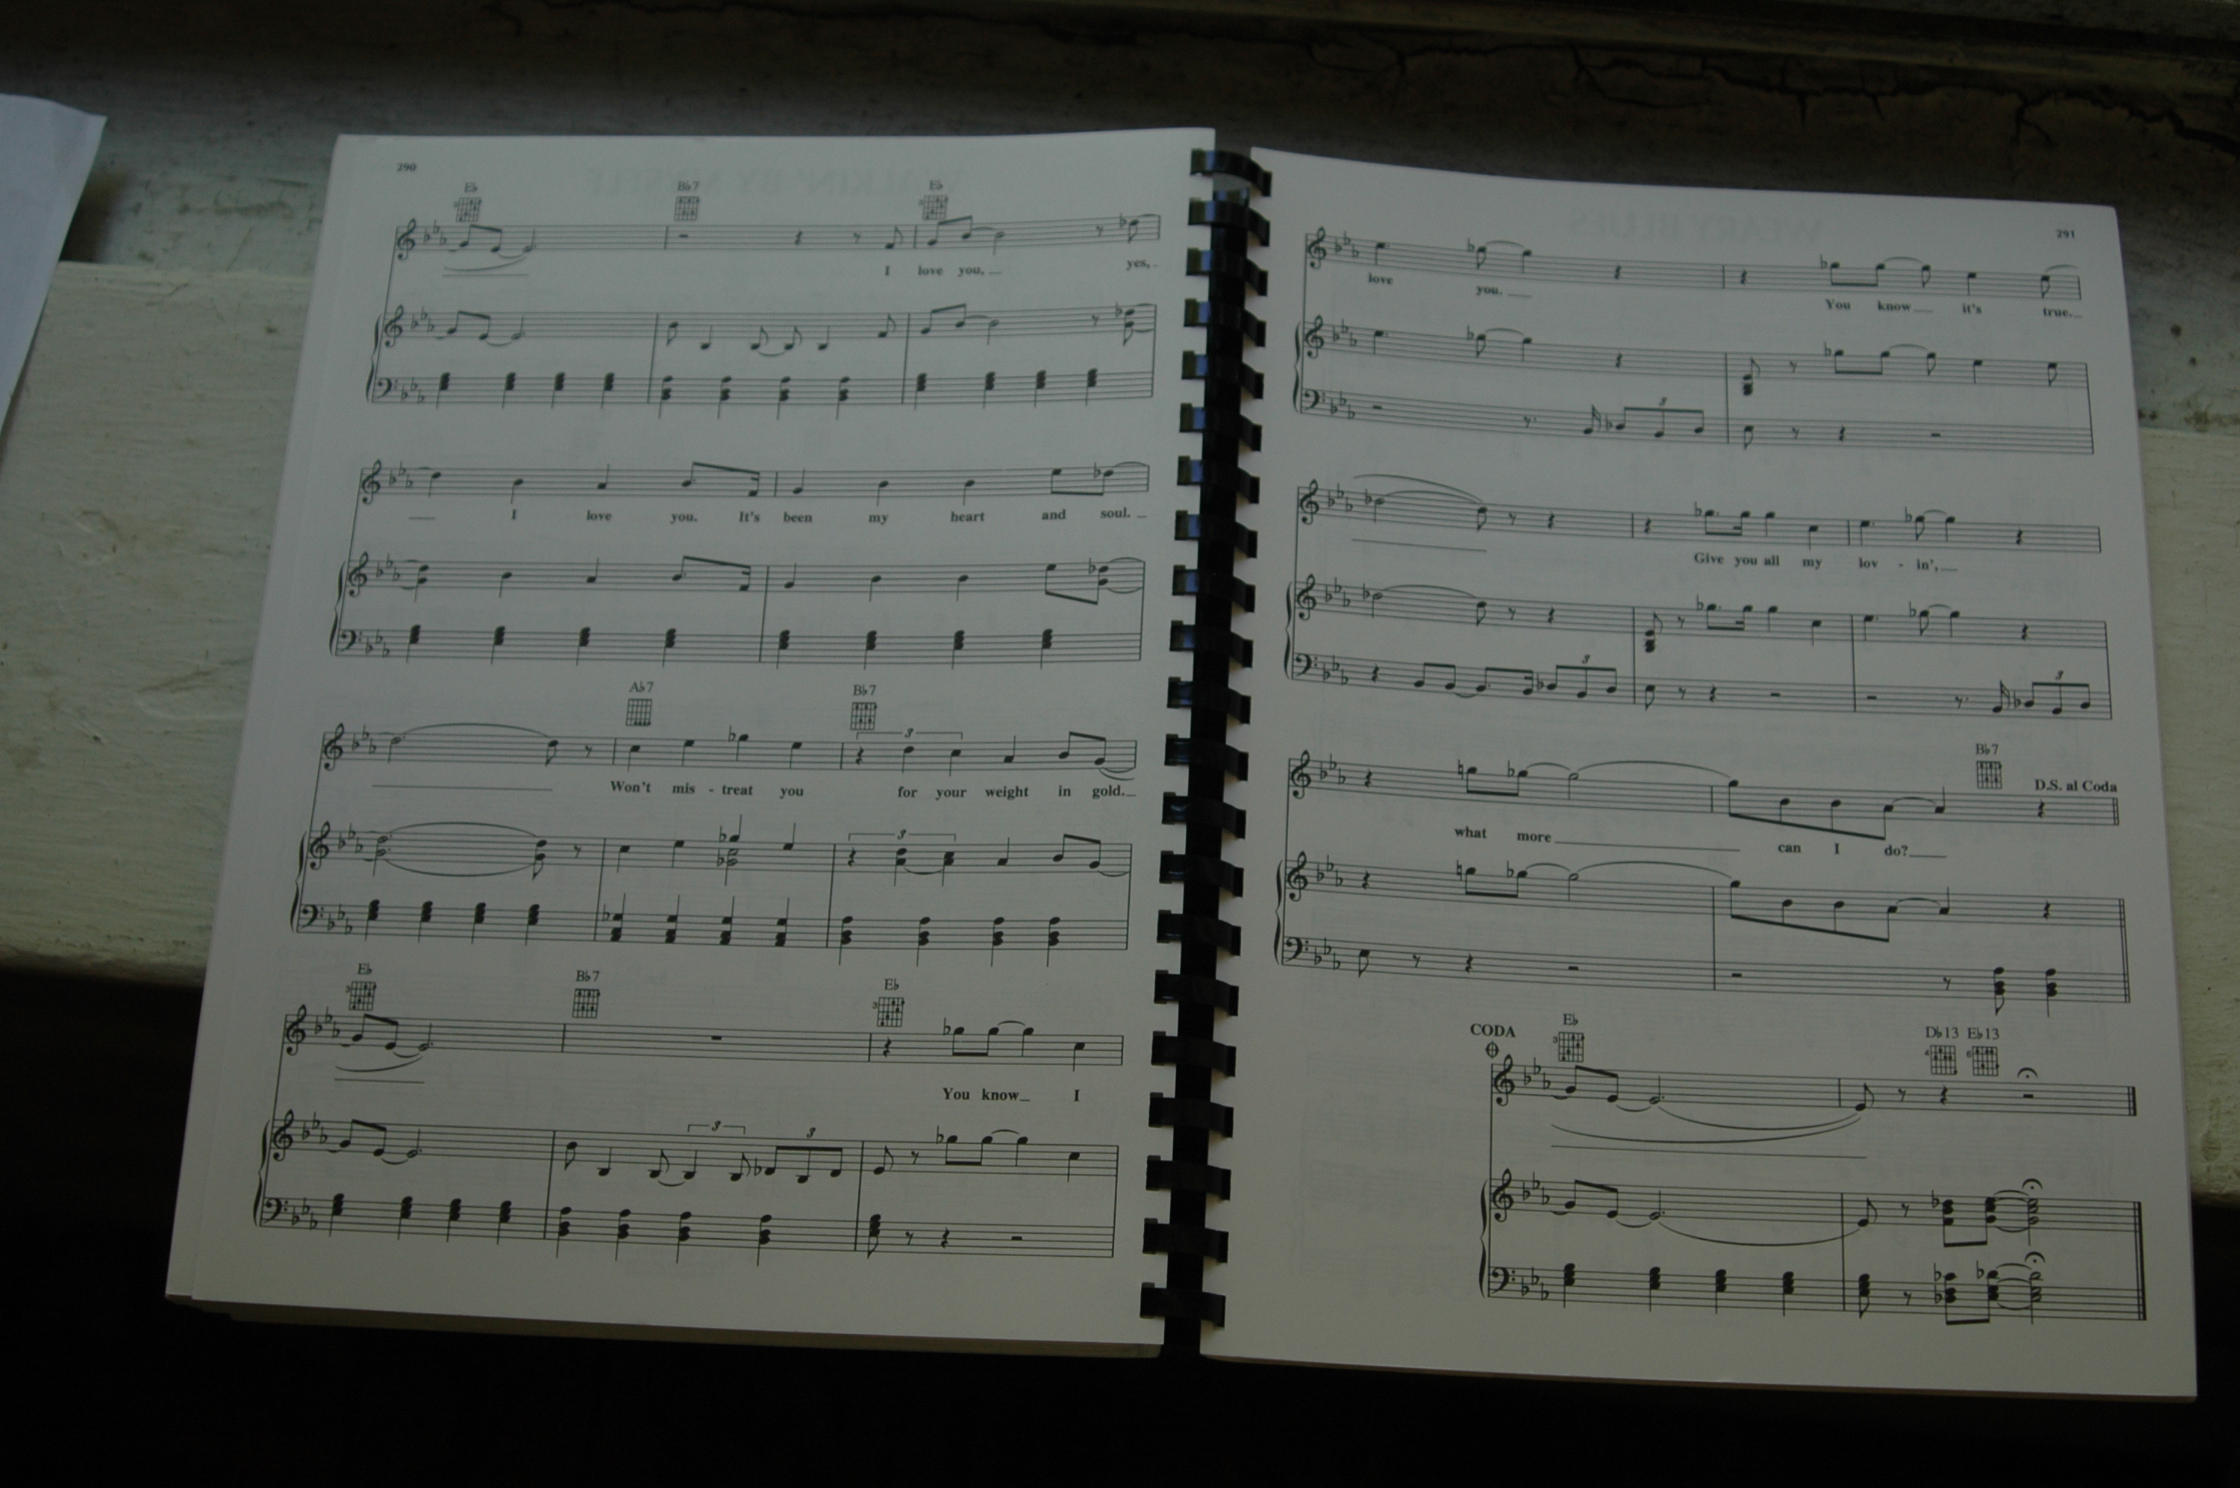 290
E♭ B♭7 E♭
I love you, yes,
I love you. It's been my heart and soul.
A♭7 B♭7
Won't mis - treat you for your weight in gold.
E♭ B♭7 E♭
You know I
291
love you. You know it's true.
Give you all my lov - in',
B♭7
D.S. al Coda
what more can I do?
CODA E♭ D♭13 E♭13